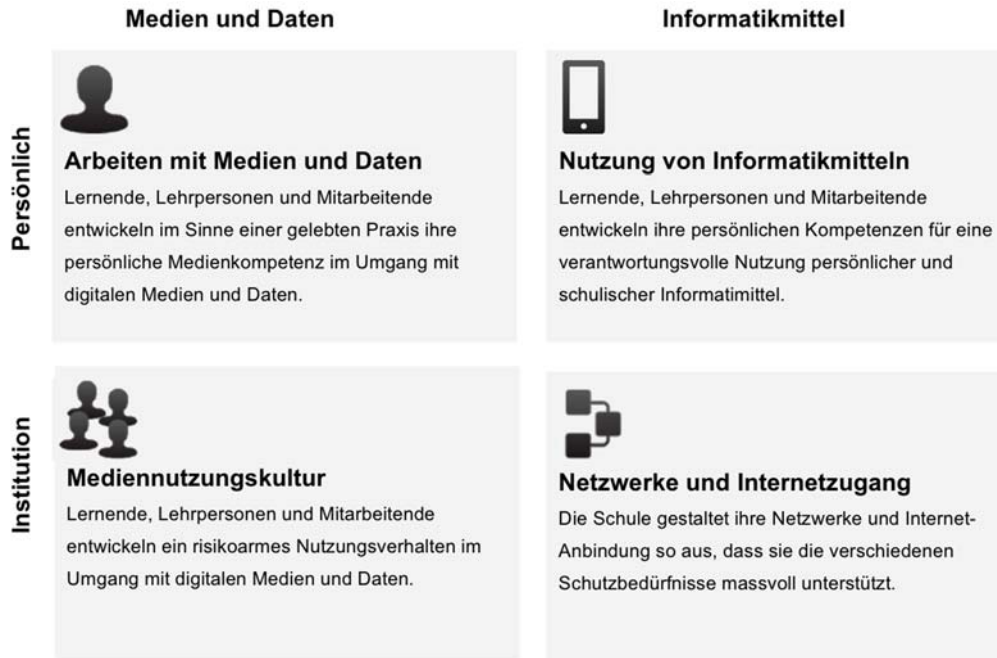 Medien und Daten
Informatikmittel
Persönlich
Arbeiten mit Medien und Daten
Lernende, Lehrpersonen und Mitarbeitende
entwickeln im Sinne einer gelebten Praxis ihre
persönliche Medienkompetenz im Umgang mit
digitalen Medien und Daten.
Nutzung von Informatikmitteln
Lernende, Lehrpersonen und Mitarbeitende
entwickeln ihre persönlichen Kompetenzen für eine
verantwortungsvolle Nutzung persönlicher und
schulischer Informatimittel.
Institution
Mediennutzungskultur
Lernende, Lehrpersonen und Mitarbeitende
entwickeln ein risikoarmes Nutzungsverhalten im
Umgang mit digitalen Medien und Daten.
Netzwerke und Internetzugang
Die Schule gestaltet ihre Netzwerke und Internet-
Anbindung so aus, dass sie die verschiedenen
Schutzbedürfnisse massvoll unterstützt.